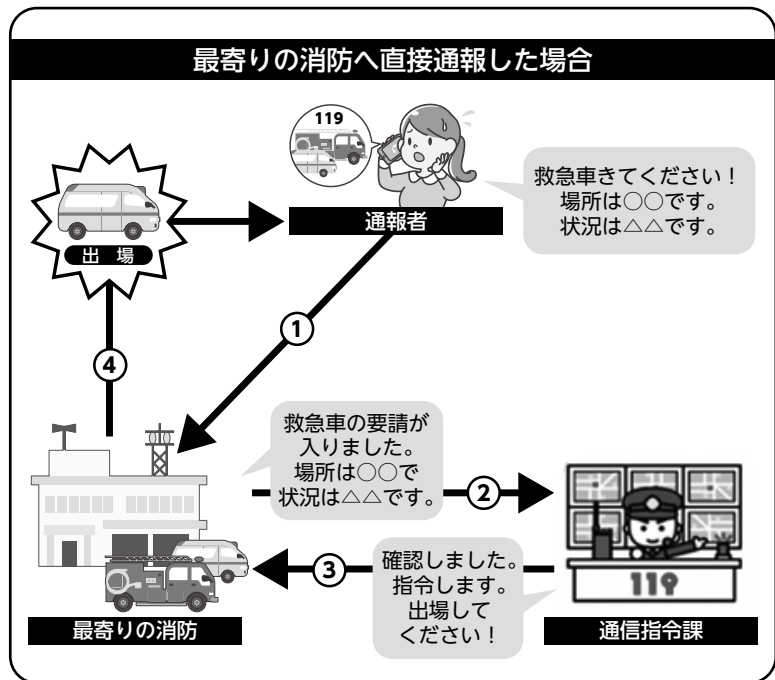 最寄りの消防へ直接通報した場合
119
救急車きてください！
場所は○○です。
状況は△△です。
通報者
出 場
①
④
救急車の要請が
入りました。
場所は○○で
状況は△△です。
②
③
確認しました。
指令します。
出場して
ください！
119
最寄りの消防
通信指令課